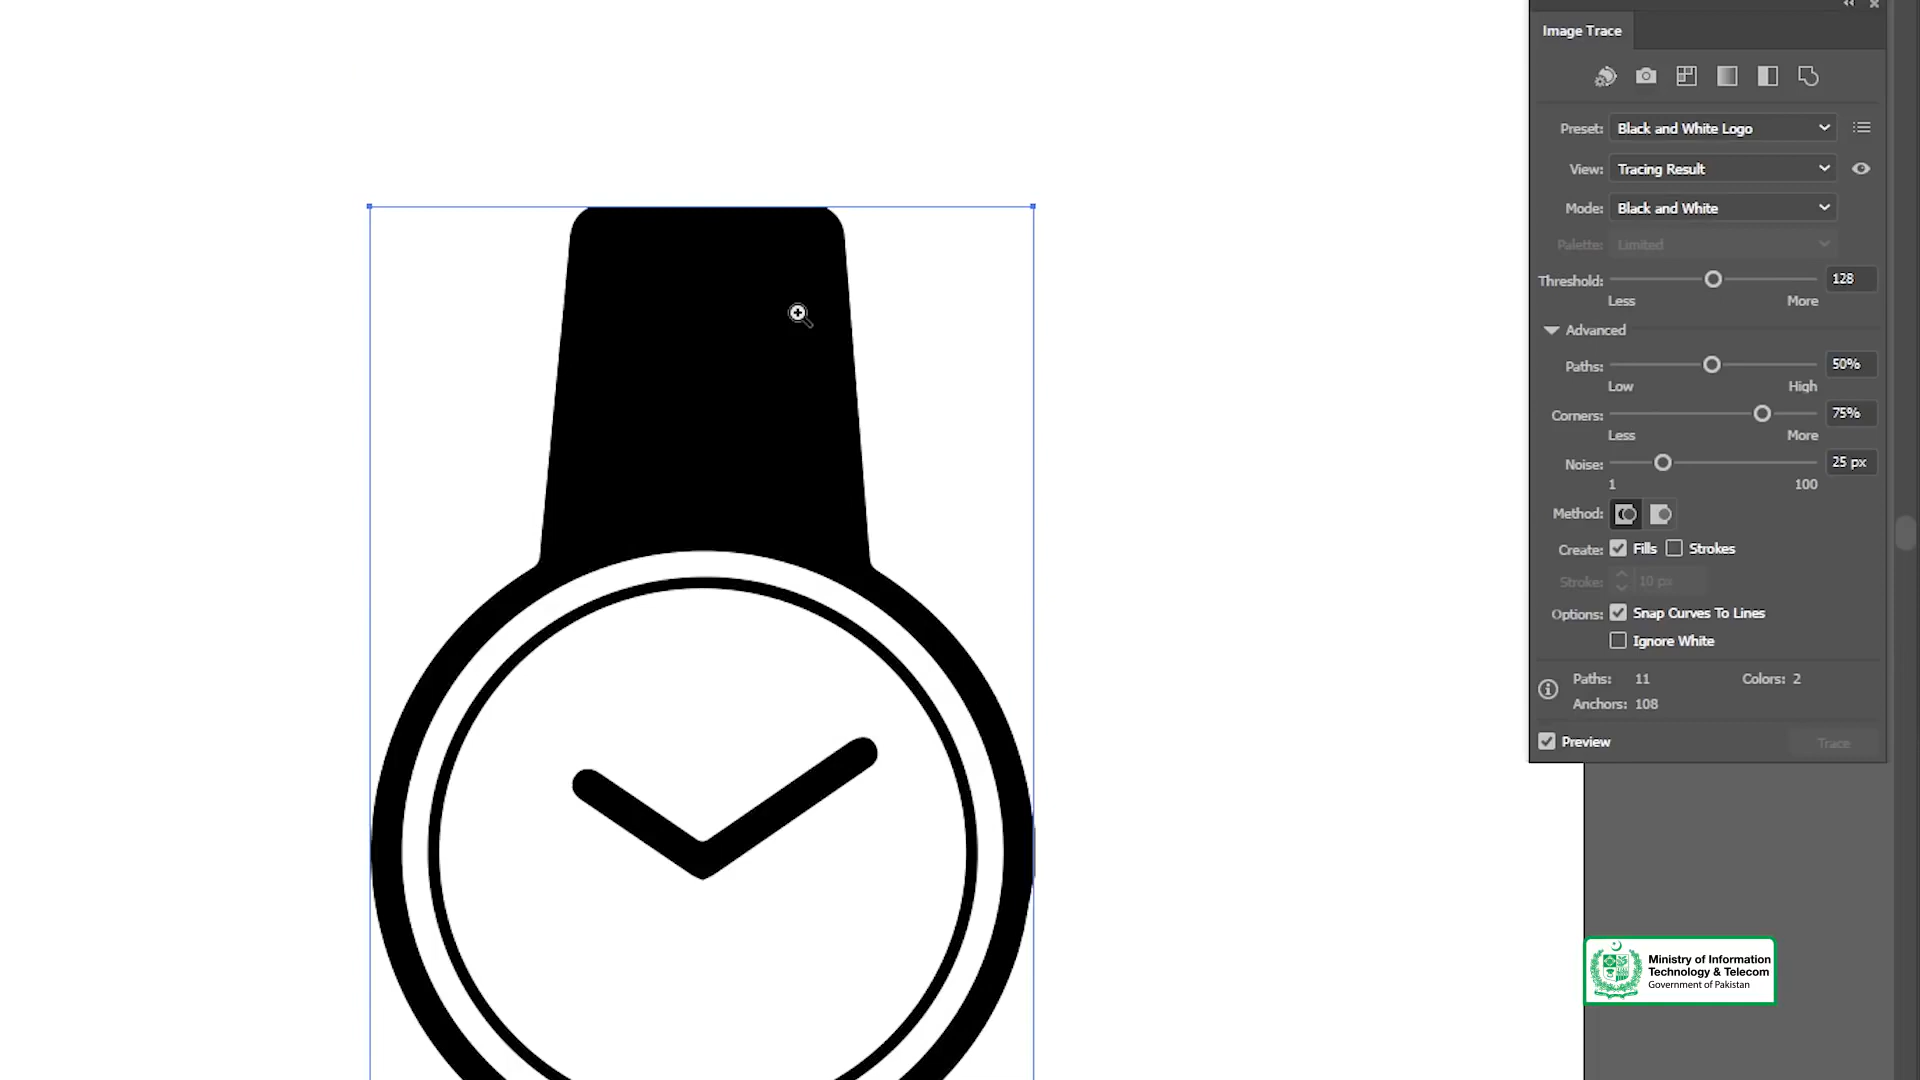 Image Trace
Preset: Black and White Logo
View: Tracing Result
Mode: Black and White
Palette: Limited
Threshold: 128
Less More
Advanced
Paths: 50%
Low High
Corners: 75%
Less More
Noise: 25 px
1 100
Method:
Create: Fills Strokes
Stroke: 10 px
Options: Snap Curves To Lines
Ignore White
Paths: 11 Colors: 2
Anchors: 108
Preview Trace
Ministry of Information
Technology & Telecom
Government of Pakistan